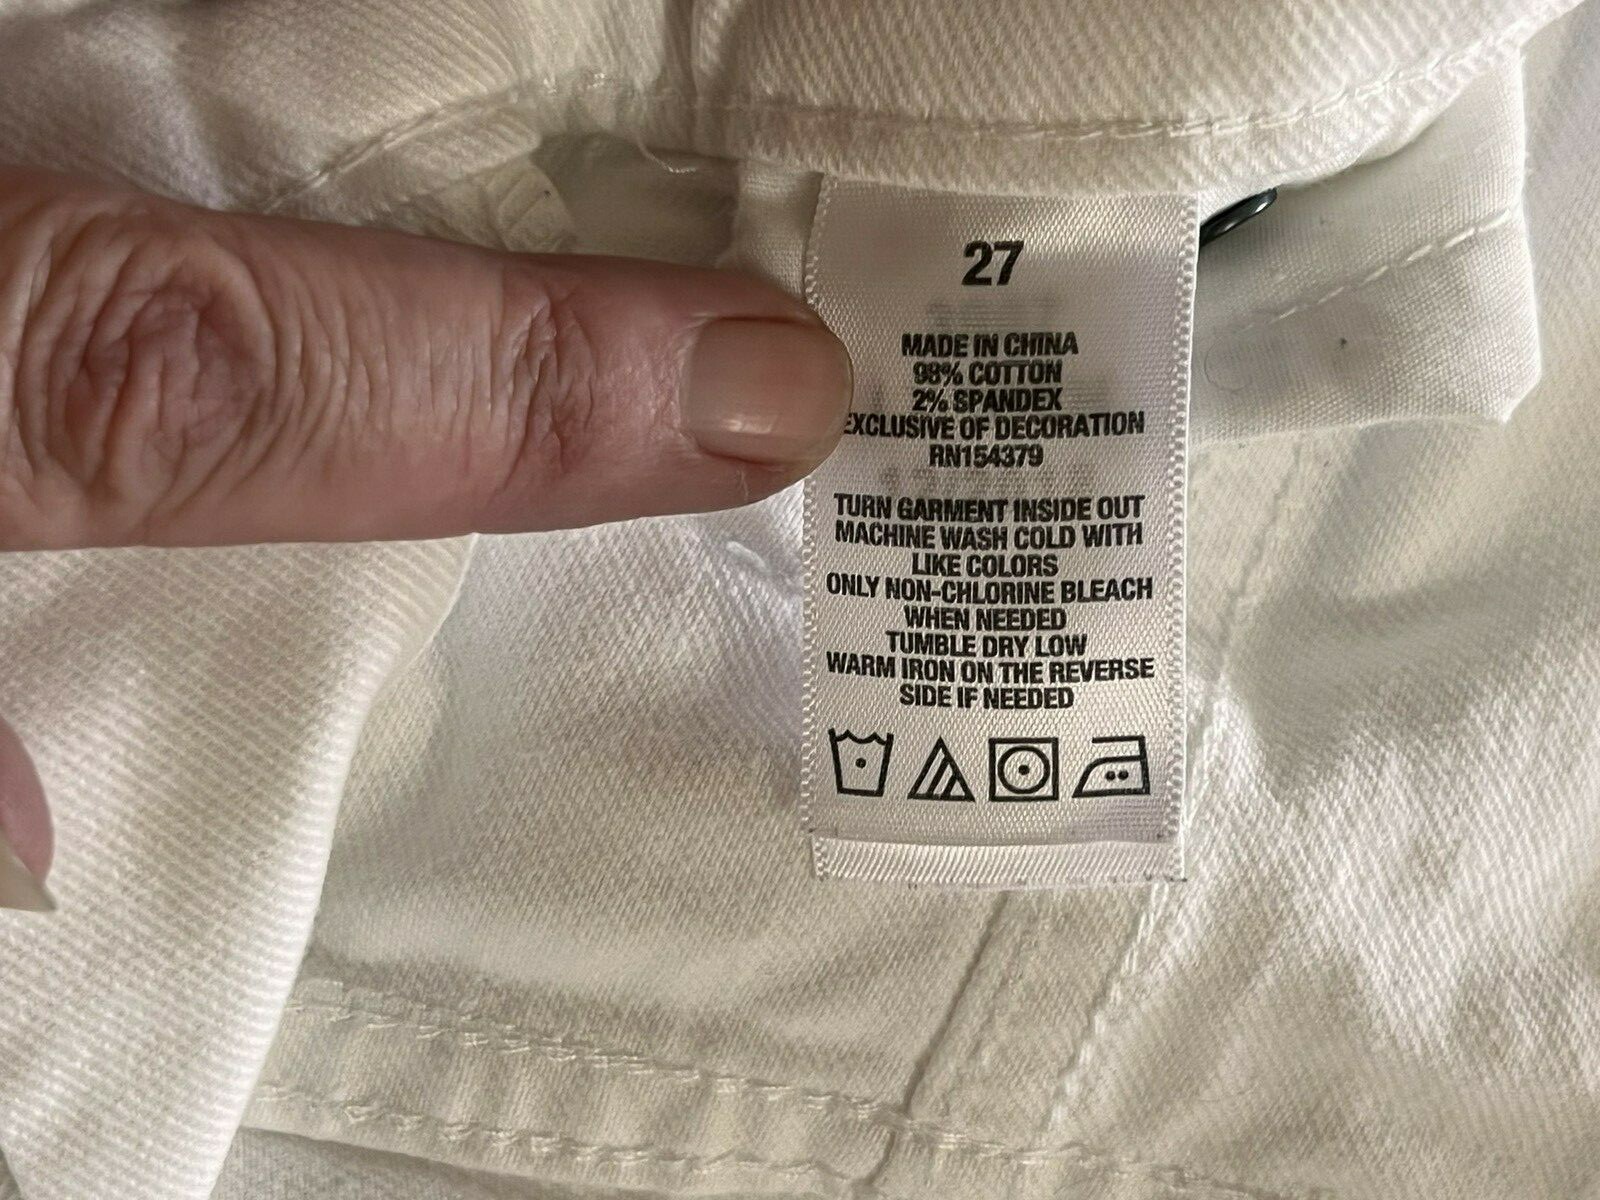 27
MADE IN CHINA
98% COTTON
2% SPANDEX
EXCLUSIVE OF DECORATION
RN154379
TURN GARMENT INSIDE OUT
MACHINE WASH COLD WITH
LIKE COLORS
ONLY NON-CHLORINE BLEACH
WHEN NEEDED
TUMBLE DRY LOW
WARM IRON ON THE REVERSE
SIDE IF NEEDED